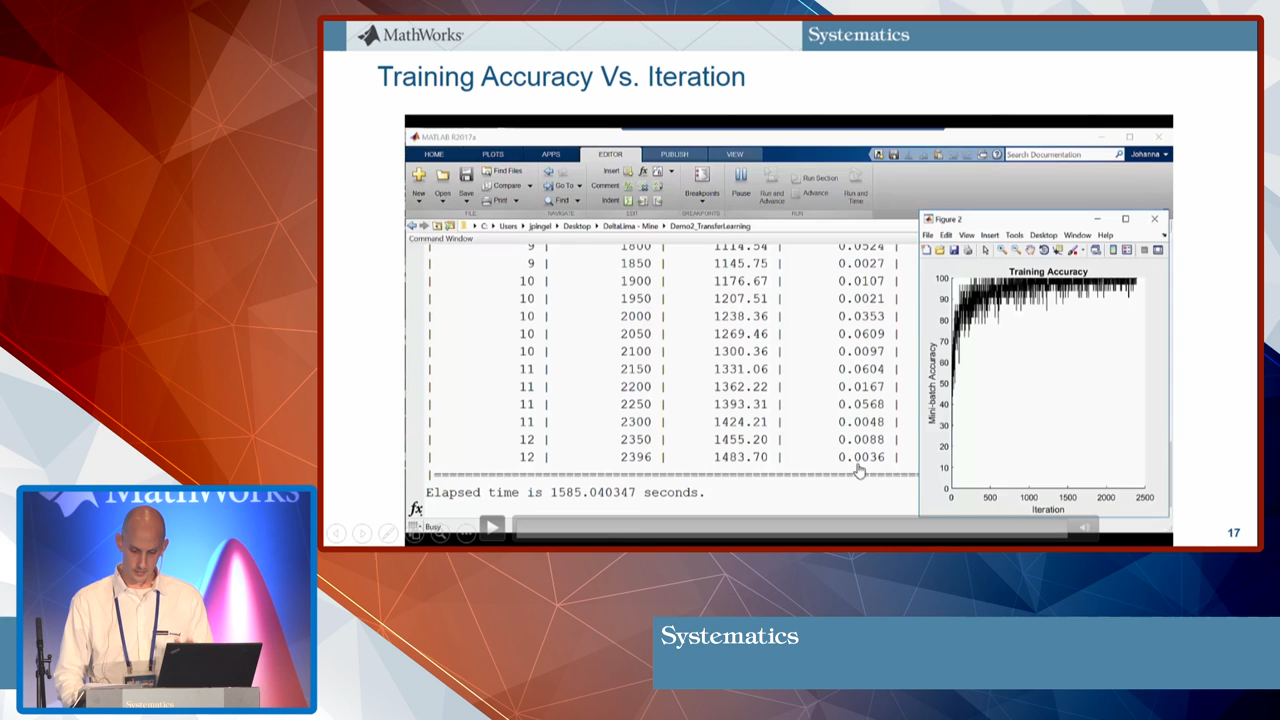 MathWorks
Systematics
Training Accuracy Vs. Iteration
MATLAB R2017a
HOME PLOTS APPS EDITOR PUBLISH VIEW
Search Documentation
Johanna
New Open Save
Find Files
Compare
Print
Go To
Find
Insert
Comment
Indent
Breakpoints
Pause
Run and Advance
Run Section
Advance
Run and Time
FILE NAVIGATE EDIT BREAKPOINTS RUN
C: Users jpingel Desktop DeltaLima - Mine Demo2_TransferLearning
Command Window
| 9 | 1800 | 1114.54 | 0.0524 |
| 9 | 1850 | 1145.75 | 0.0027 |
| 10 | 1900 | 1176.67 | 0.0107 |
| 10 | 1950 | 1207.51 | 0.0021 |
| 10 | 2000 | 1238.36 | 0.0353 |
| 10 | 2050 | 1269.46 | 0.0609 |
| 10 | 2100 | 1300.36 | 0.0097 |
| 11 | 2150 | 1331.06 | 0.0604 |
| 11 | 2200 | 1362.22 | 0.0167 |
| 11 | 2250 | 1393.31 | 0.0568 |
| 11 | 2300 | 1424.21 | 0.0048 |
| 12 | 2350 | 1455.20 | 0.0088 |
| 12 | 2396 | 1483.70 | 0.0036 |
Elapsed time is 1585.040347 seconds.
fx
Busy
Figure 2
File Edit View Insert Tools Desktop Window Help
Training Accuracy
Mini-batch Accuracy
100
90
80
70
60
50
40
30
20
10
0
0 500 1000 1500 2000 2500
Iteration
17
MathWorks
Systematics
Systematics